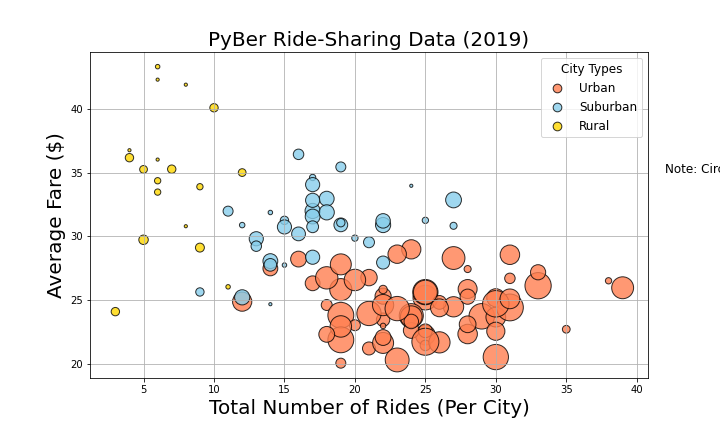 PyBer Ride-Sharing Data (2019)
City Types
Urban
Suburban
Rural
Note:
Average Fare ($)
40
35
30
25
20
5
10
15
20
25
30
35
40
Total Number of Rides (Per City)